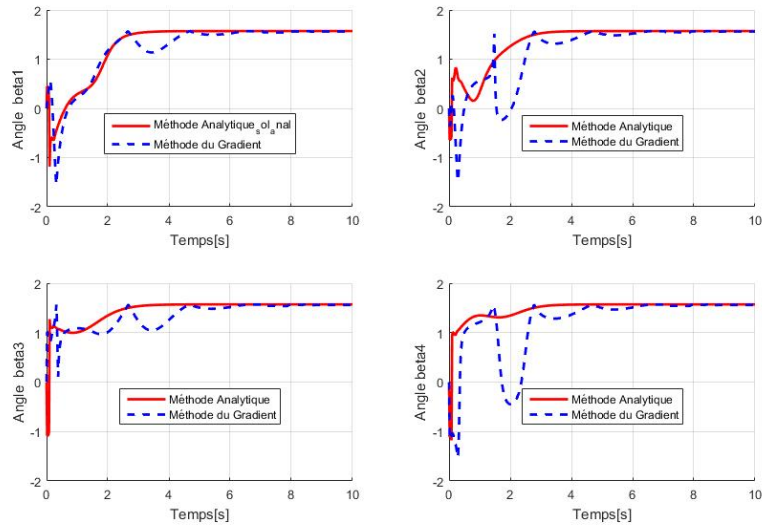 2
1
0
-1
-2
Angle beta1
0 2 4 6 8 10
Temps[s]
Méthode Analytique_sol_anal
Méthode du Gradient
2
1
0
-1
-2
Angle beta2
0 2 4 6 8 10
Temps[s]
Méthode Analytique
Méthode du Gradient
2
1
0
-1
-2
Angle beta3
0 2 4 6 8 10
Temps[s]
Méthode Analytique
Méthode du Gradient
2
1
0
-1
-2
Angle beta4
0 2 4 6 8 10
Temps[s]
Méthode Analytique
Méthode du Gradient